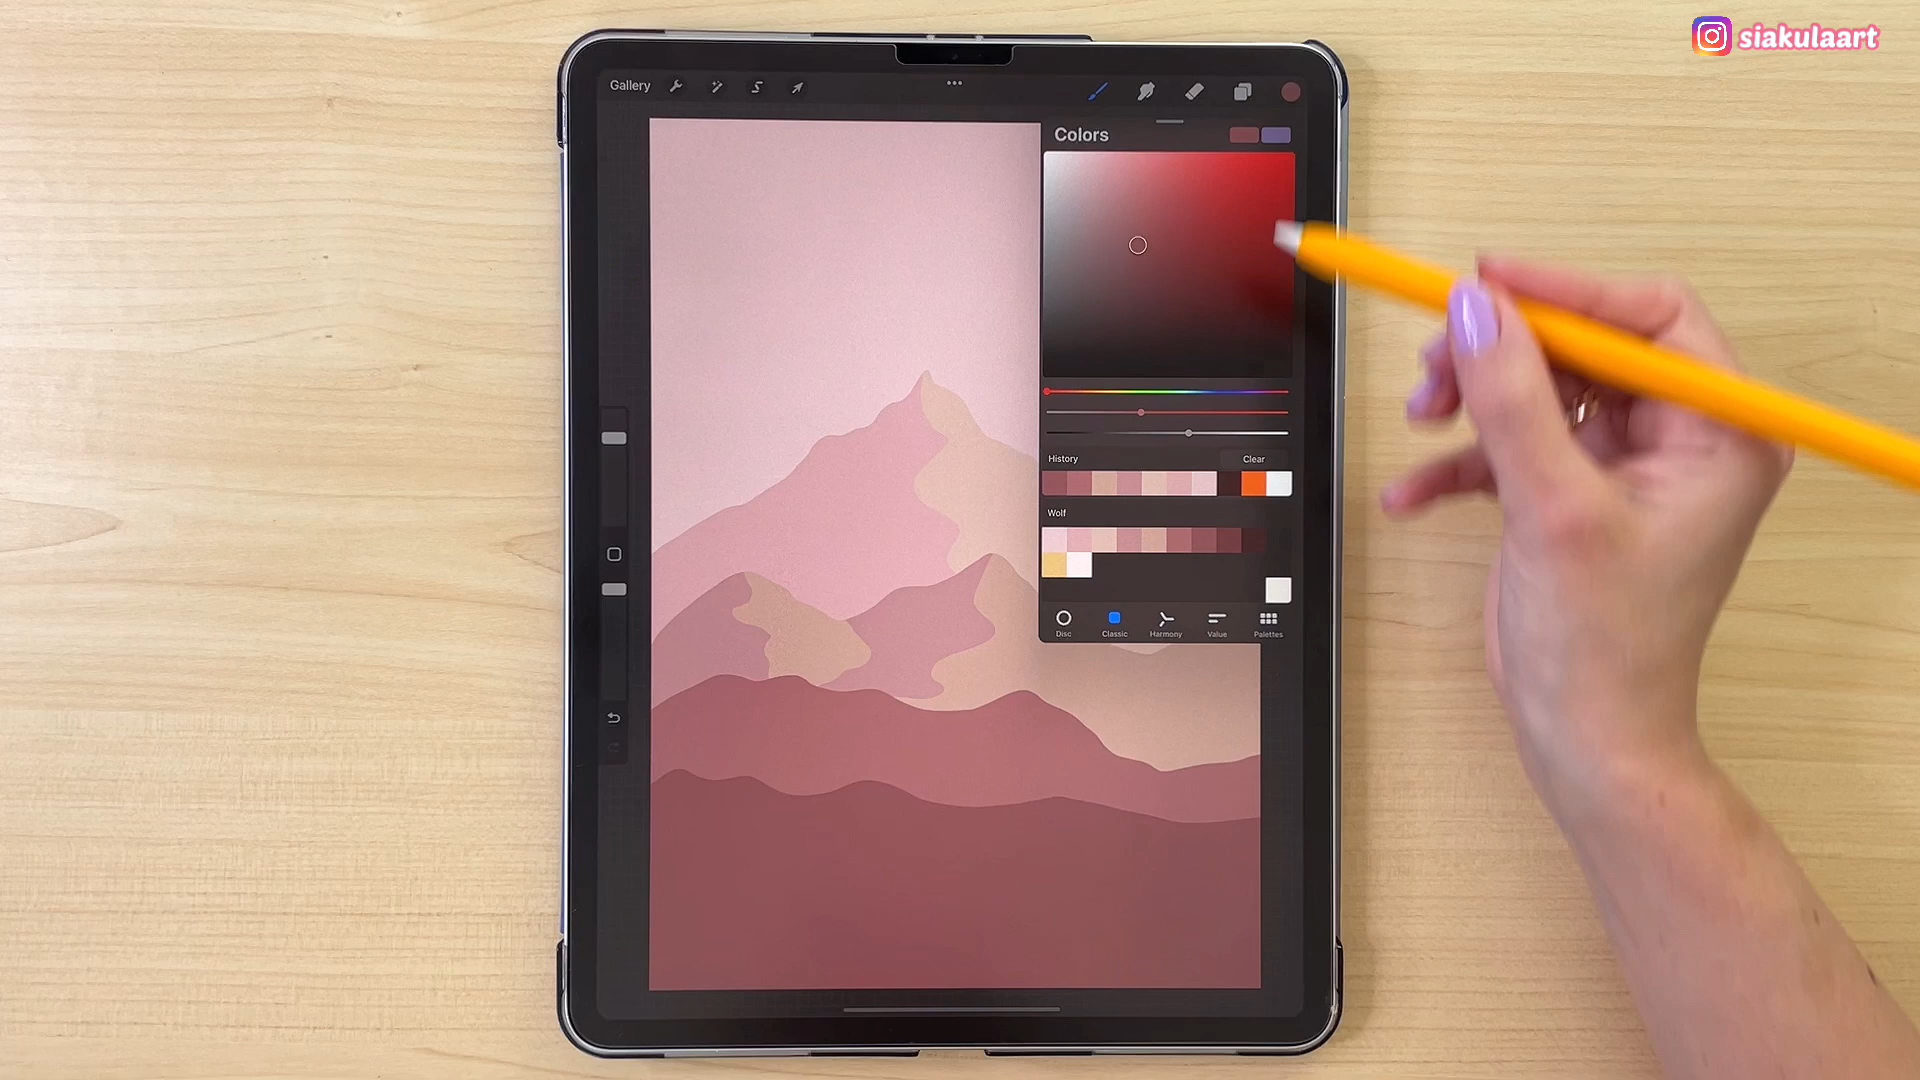 siakulaart
Gallery
Colors
History
Clear
Wolf
Disc
Classic
Harmony
Value
Palettes